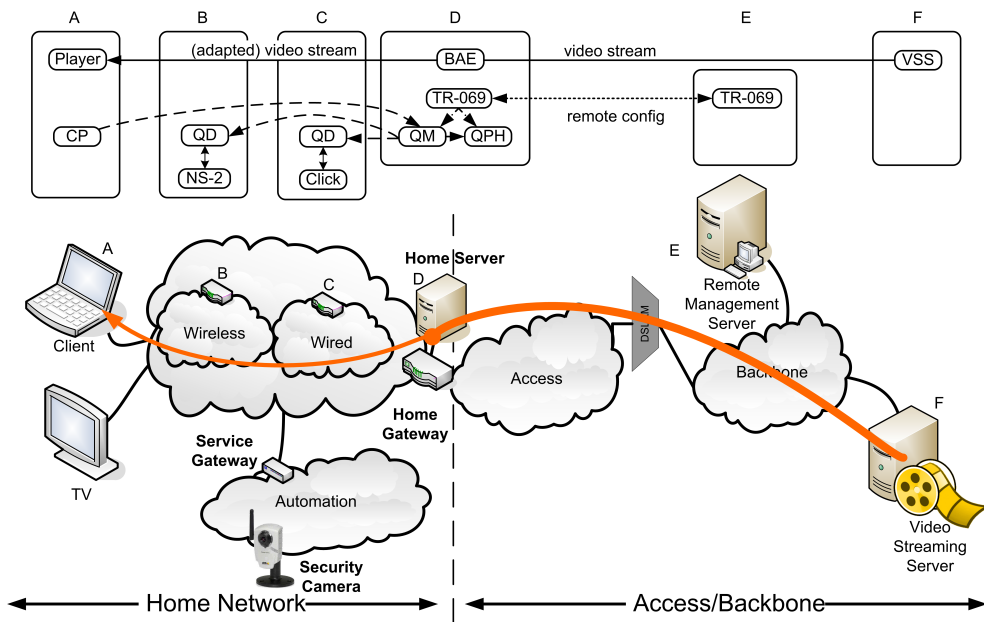 A
B
C
D
E
F
Player
(adapted) video stream
BAE
video stream
VSS
TR-069
TR-069
remote config
CP
QD
QD
QM
QPH
NS-2
Click
A
B
C
D
E
Home Server
Wireless
Wired
Client
Access
DSLAM
Remote
Management
Server
Backbone
TV
Home
Gateway
Service
Gateway
Automation
Security
Camera
F
Video
Streaming
Server
Home Network
Access/Backbone